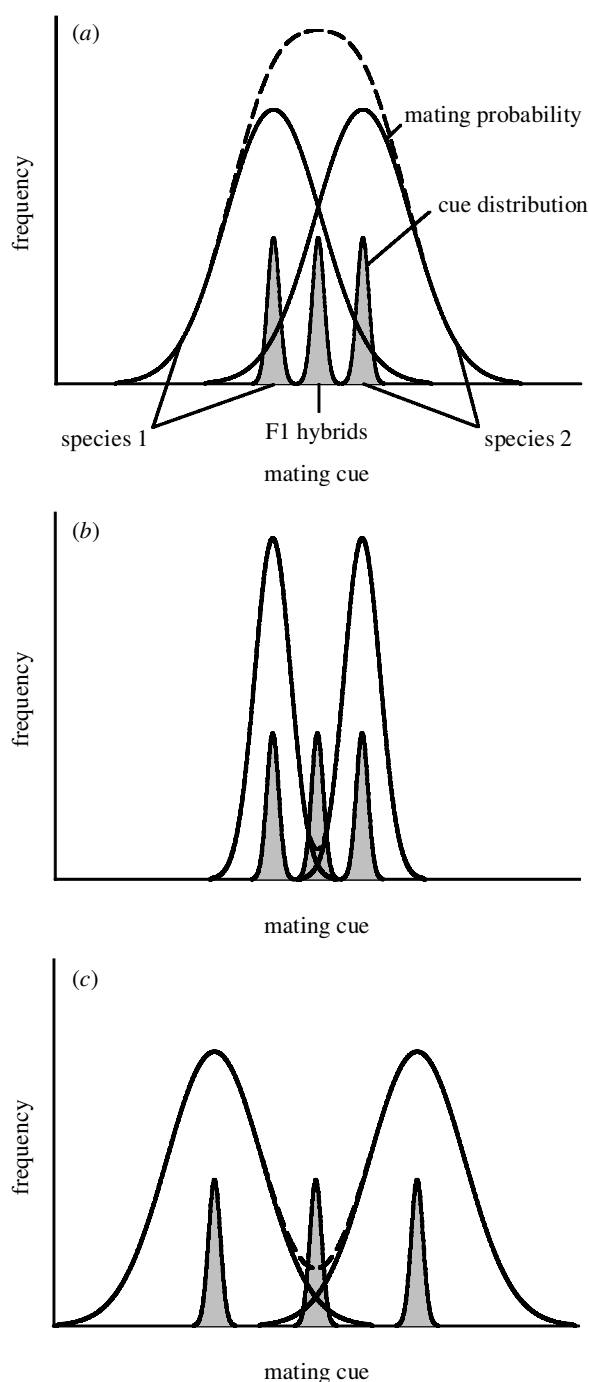 (a)
mating probability
cue distribution
frequency
species 1
F1 hybrids
species 2
mating cue
(b)
frequency
mating cue
(c)
frequency
mating cue